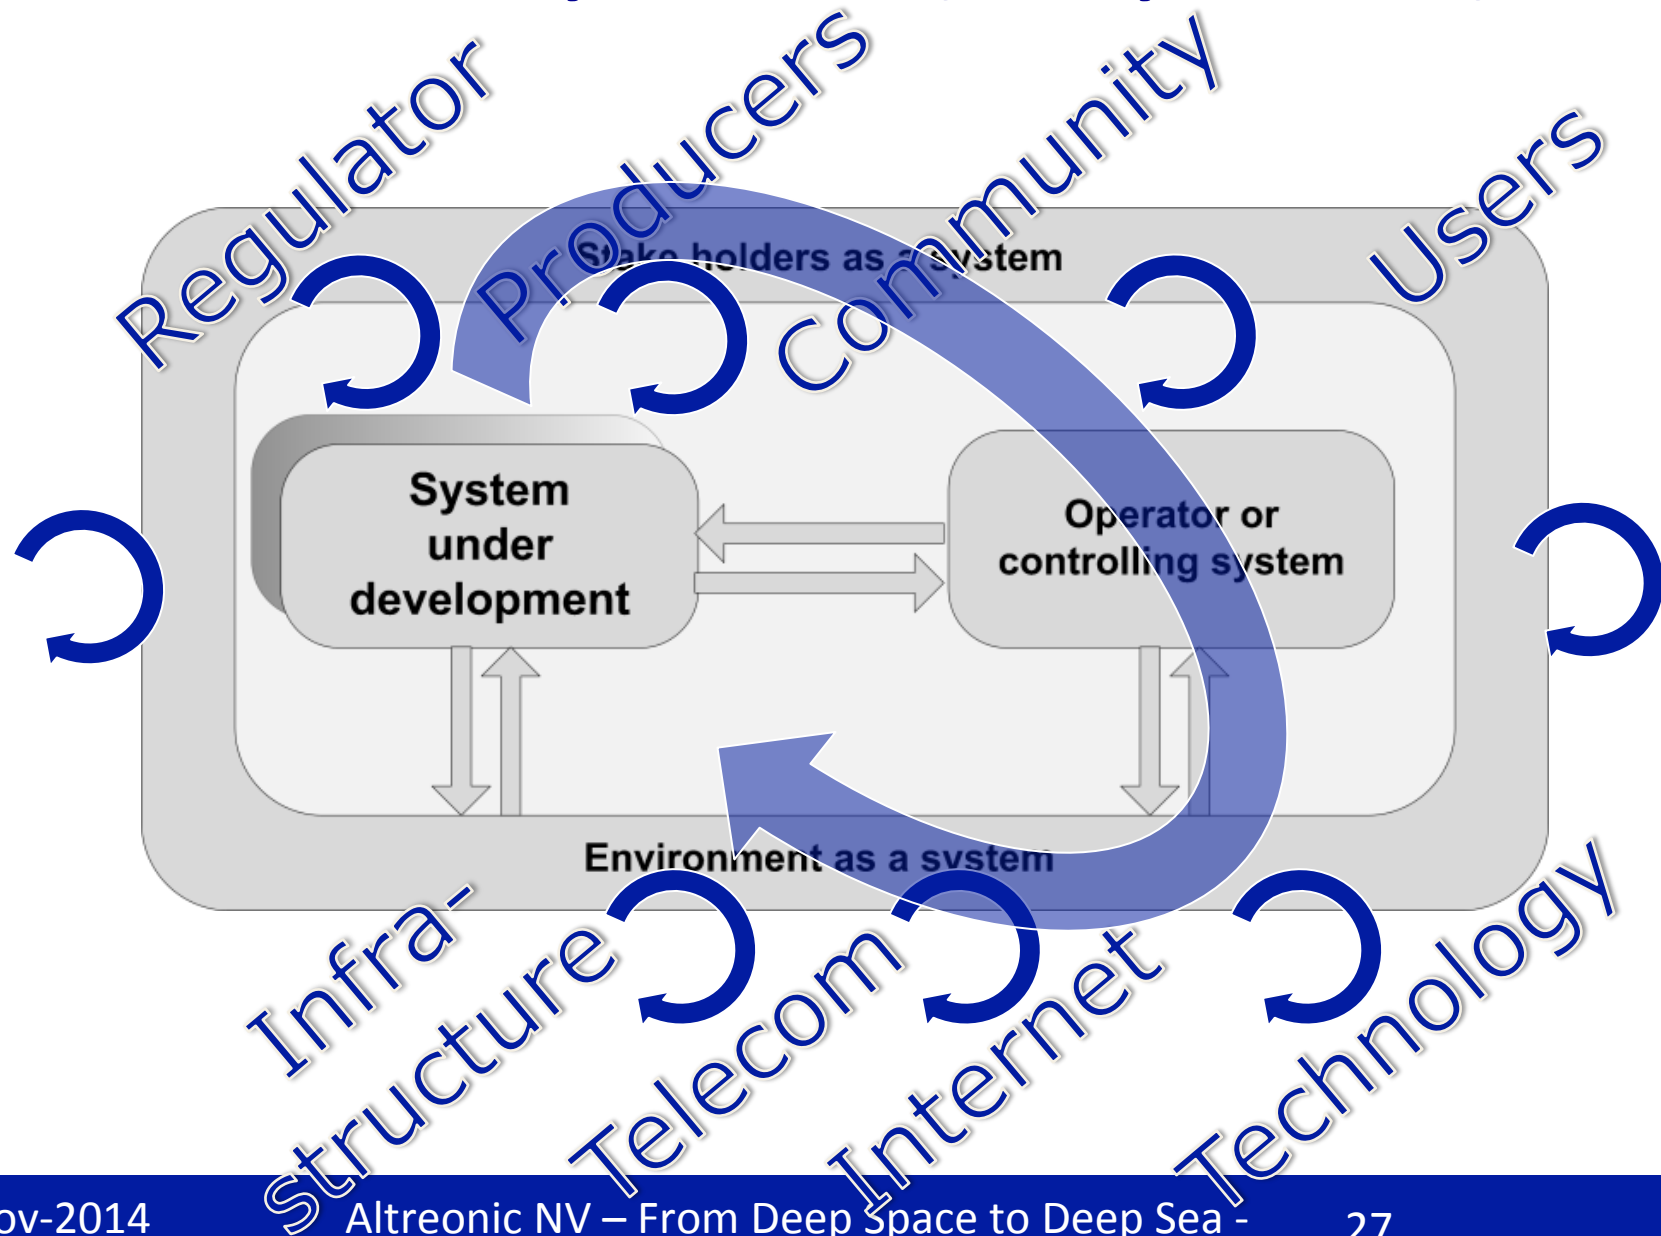 Regulator
Producers
Community
Users
Stake holders as a system
System
under
development
Operator or
controlling system
Environment as a system
Infra-
structure
Telecom
Internet
Technology
ov-2014
Altreonic NV – From Deep Space to Deep Sea -
27